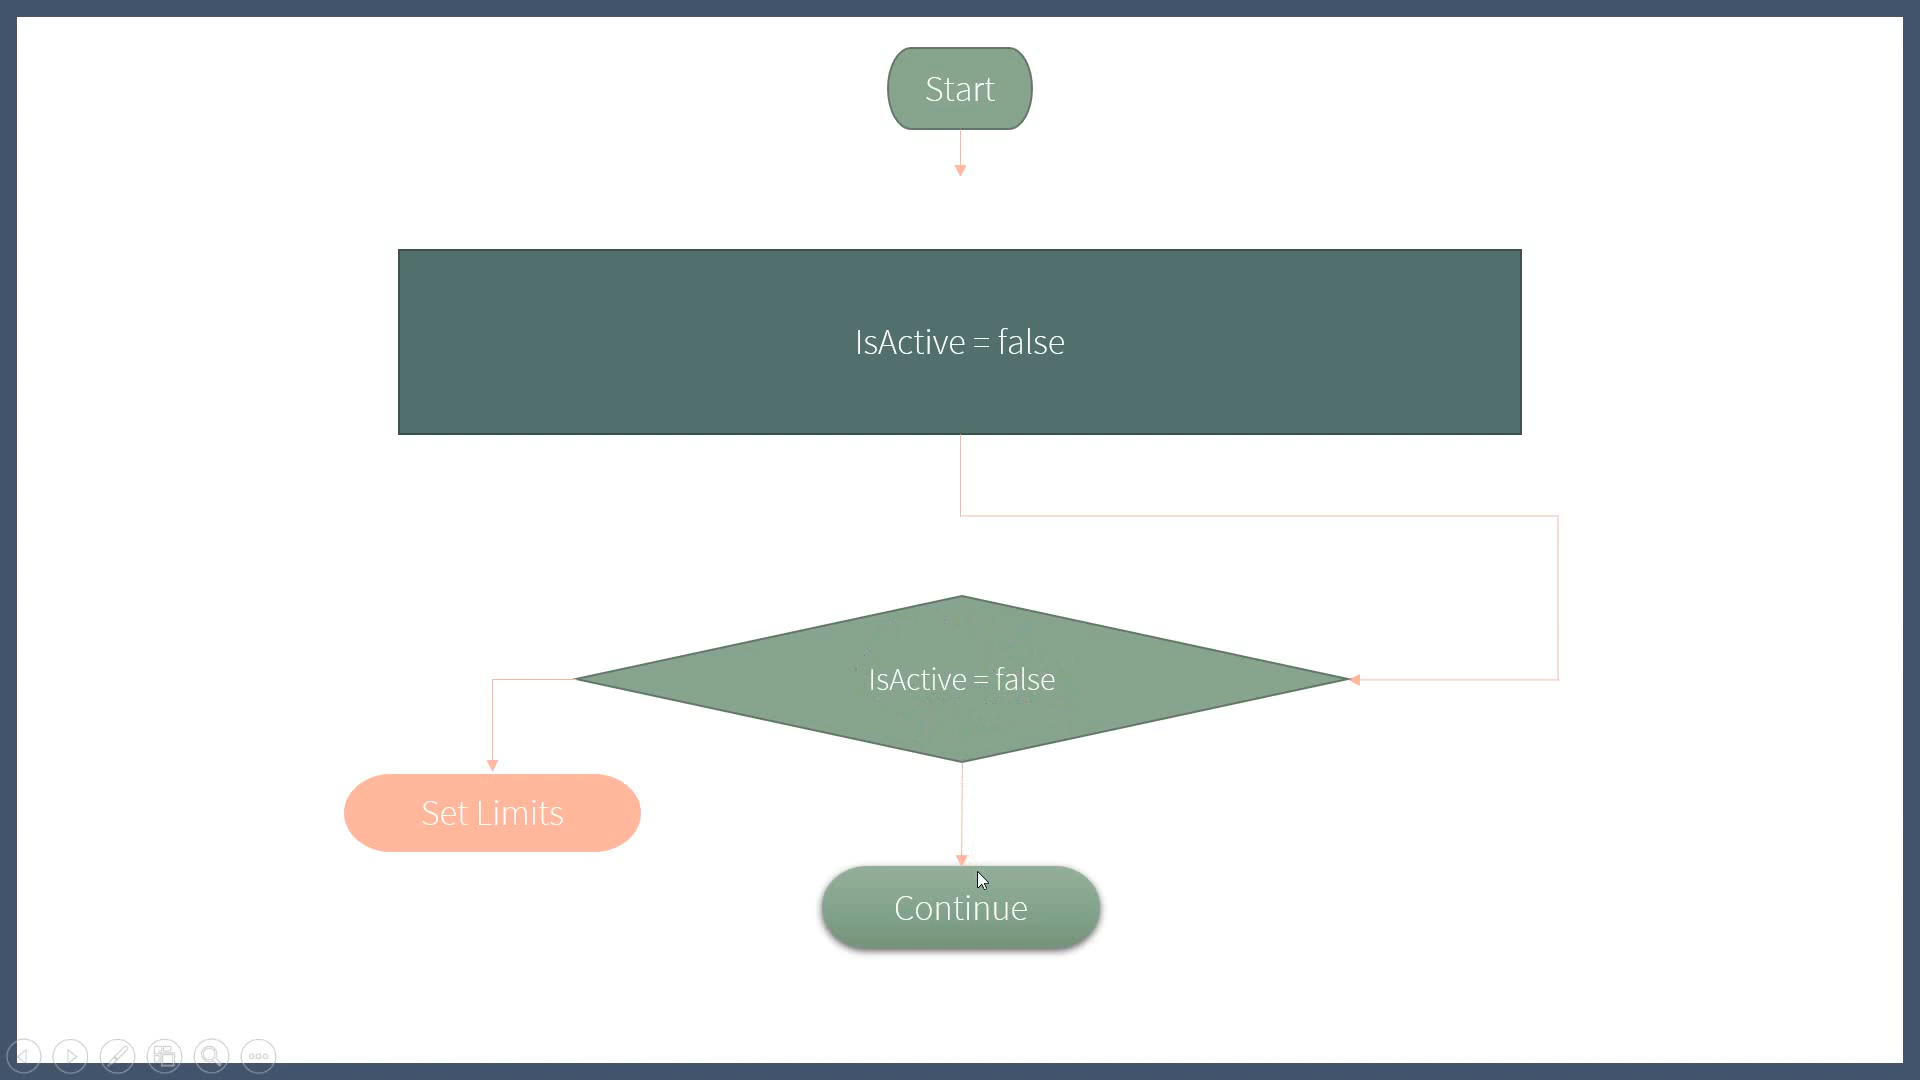 Start
IsActive = false
IsActive = false
Set Limits
Continue